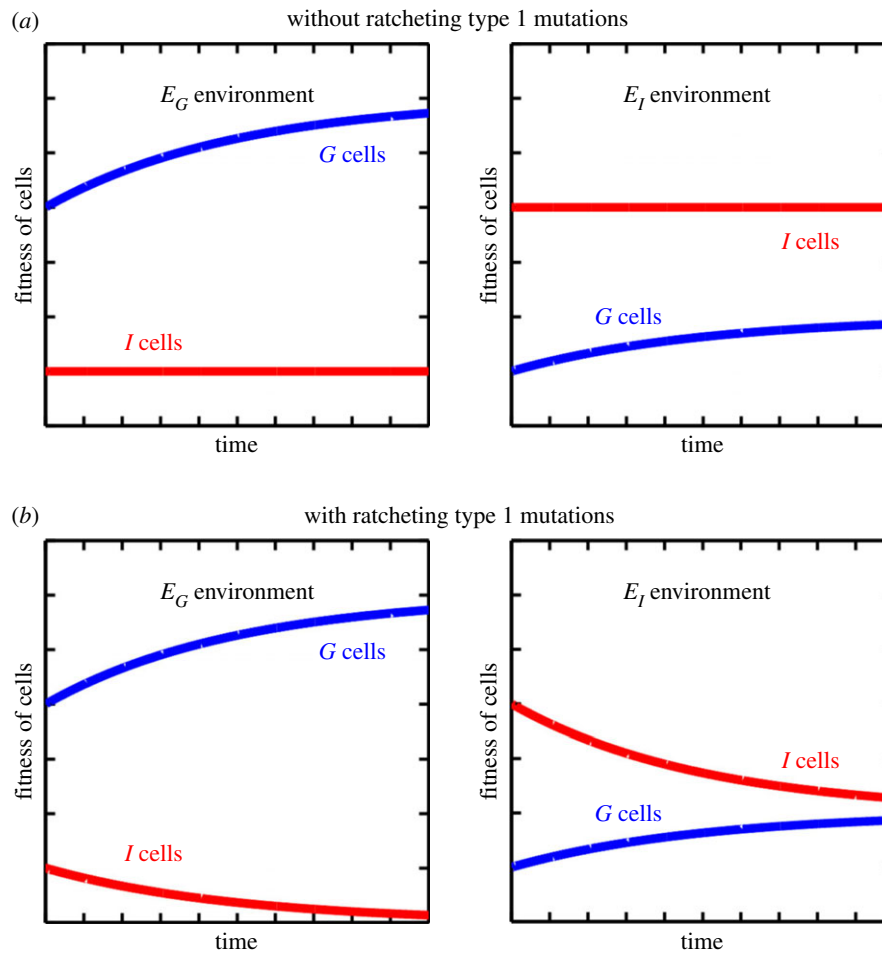 (a) without ratcheting type 1 mutations
E_G environment
G cells
I cells
fitness of cells
time
E_I environment
I cells
G cells
fitness of cells
time
(b) with ratcheting type 1 mutations
E_G environment
G cells
I cells
fitness of cells
time
E_I environment
I cells
G cells
fitness of cells
time